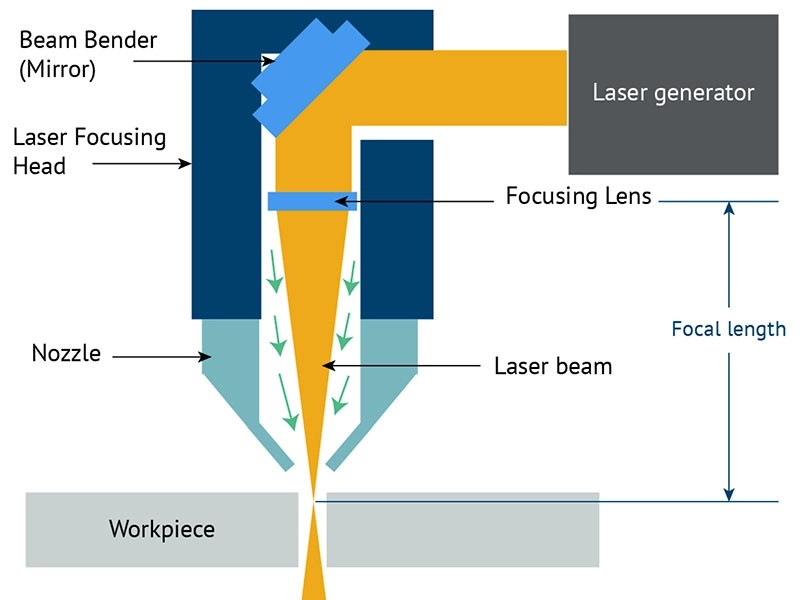 Beam Bender
(Mirror)
Laser generator
Laser Focusing
Head
Focusing Lens
Focal length
Nozzle
Laser beam
Workpiece